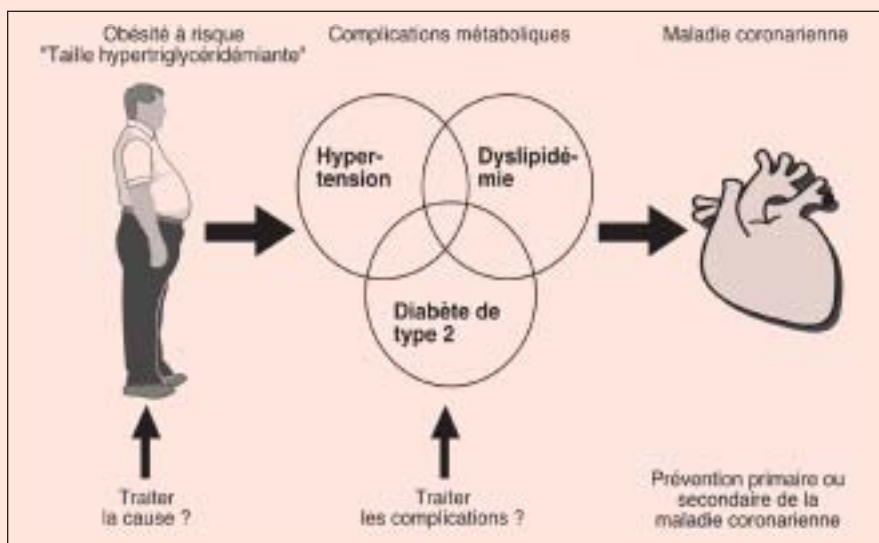 Obésité à risque
"Taille hypertriglycéridémiante"
Complications métaboliques
Maladie coronarienne
Hyper-
tension
Dyslipidé-
mie
Diabète de
type 2
Traiter
la cause ?
Traiter
les complications ?
Prévention primaire ou
secondaire de la
maladie coronarienne